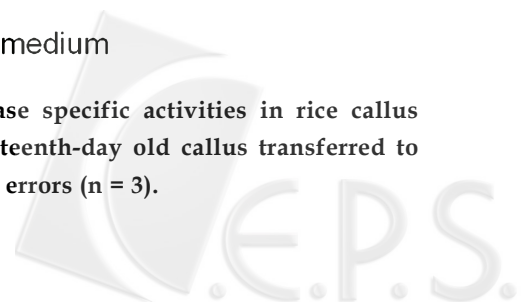 medium
ase specific activities in rice callus
teenth-day old callus transferred to
errors (n = 3).
C.E.P.S.